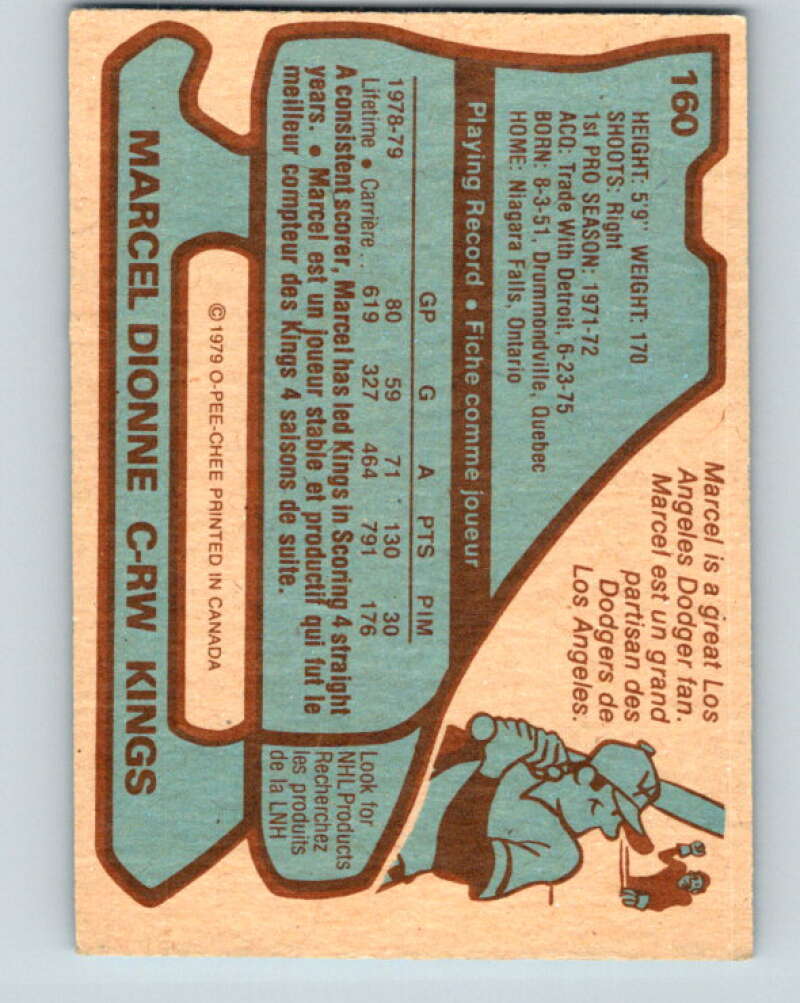 160
HEIGHT: 5'9" WEIGHT: 170
SHOOTS: Right
1st PRO SEASON: 1971-72
ACQ: Trade With Detroit, 6-23-75
BORN: 8-3-51, Drummondville, Quebec
HOME: Niagara Falls, Ontario
Marcel is a great Los
Angeles Dodger fan.
Marcel est un grand
partisan des
Dodgers de
Los Angeles.
Playing Record • Fiche comme joueur
GP G A PTS PIM
1978-79 80 59 71 130 30
Lifetime • Carrière.. 619 327 464 791 176
A consistent scorer, Marcel has led Kings in Scoring 4 straight
years. • Marcel est un joueur stable et productif qui fut le
meilleur compteur des Kings 4 saisons de suite.
Look for
NHL Products
Recherchez
les produits
de la LNH
© 1979 O-PEE-CHEE PRINTED IN CANADA
MARCEL DIONNE C-RW KINGS